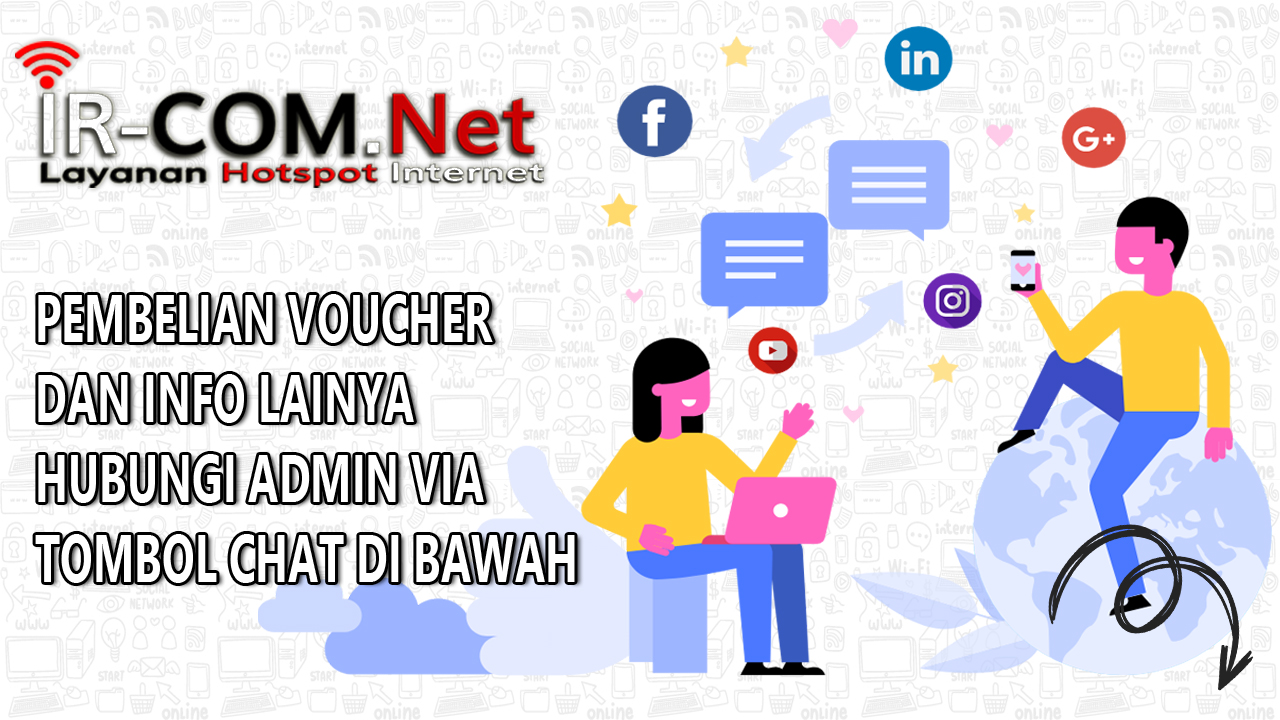 IR-COM.Net
Layanan Hotspot Internet
PEMBELIAN VOUCHER
DAN INFO LAINYA
HUBUNGI ADMIN VIA
TOMBOL CHAT DI BAWAH